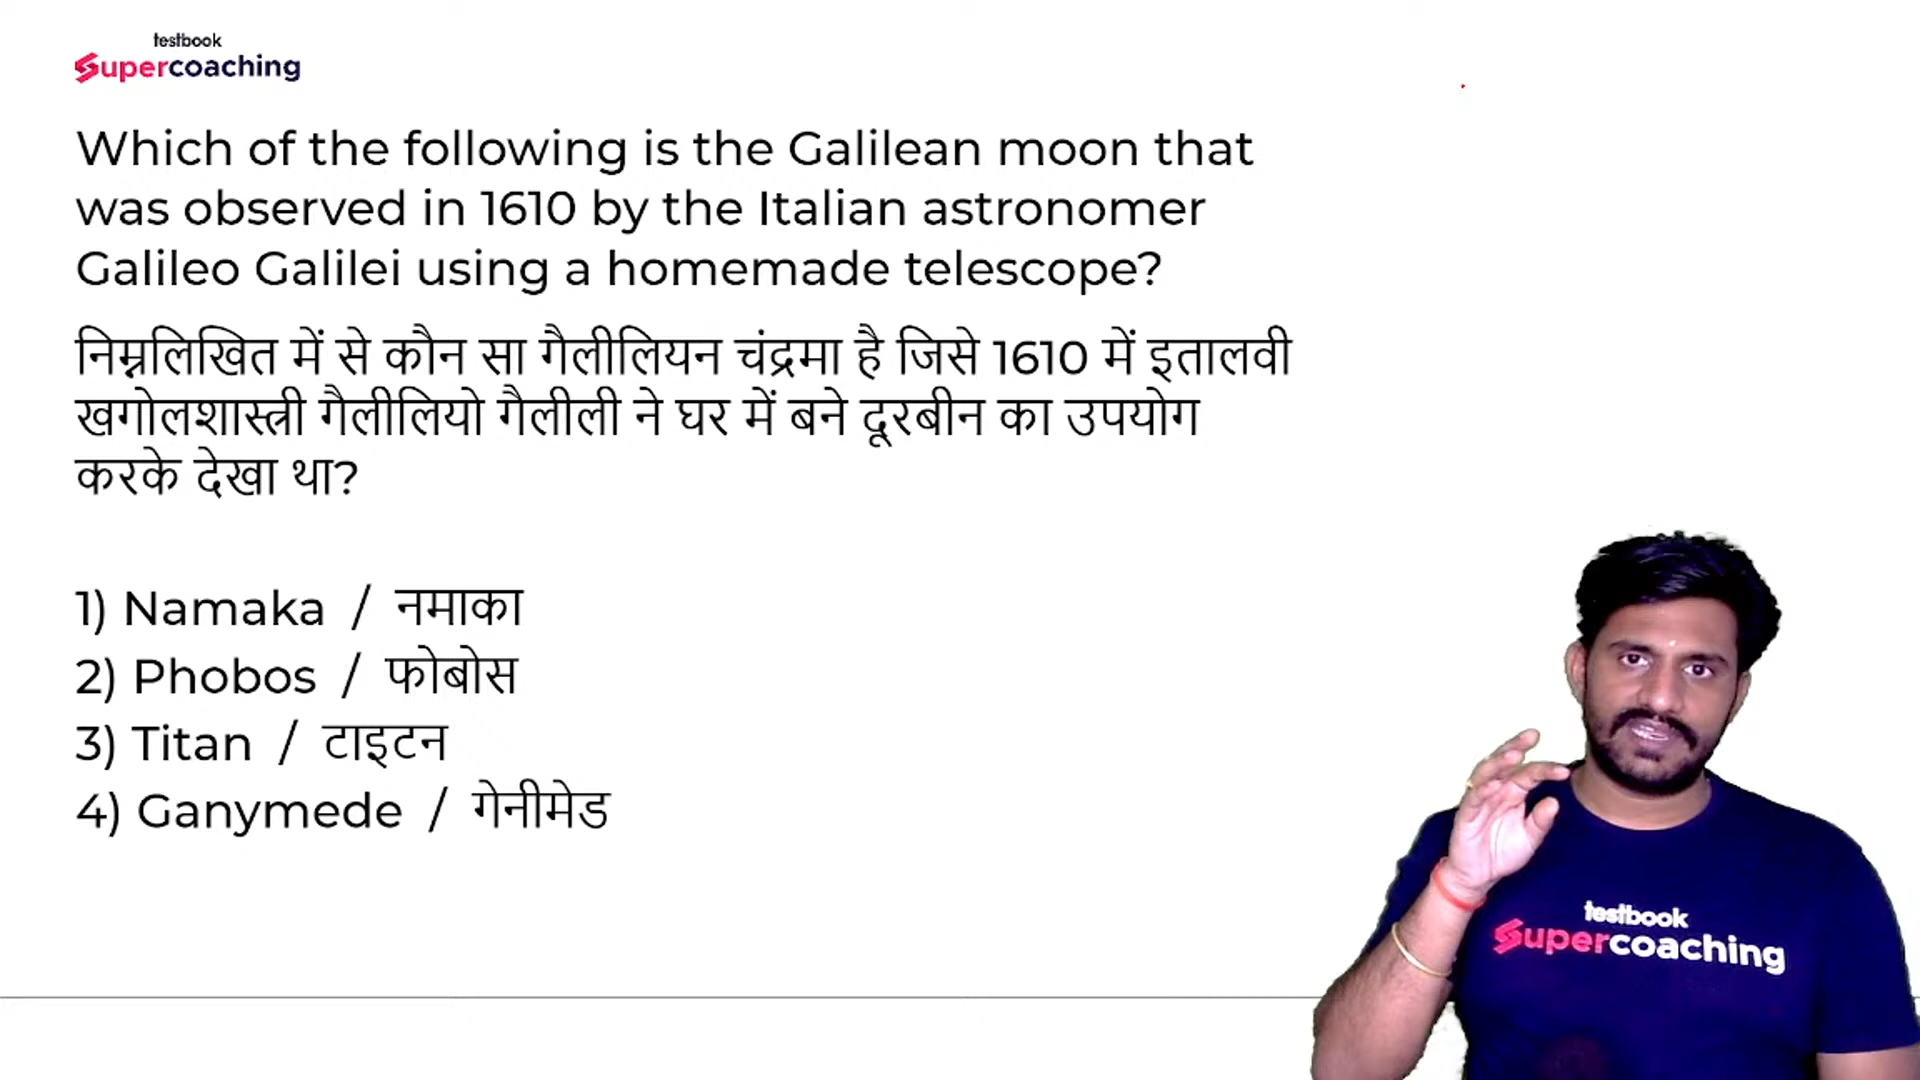 testbook
Supercoaching
Which of the following is the Galilean moon that
was observed in 1610 by the Italian astronomer
Galileo Galilei using a homemade telescope?
निम्नलिखित में से कौन सा गैलीलियन चंद्रमा है जिसे 1610 में इतालवी
खगोलशास्त्री गैलीलियो गैलीली ने घर में बने दूरबीन का उपयोग
करके देखा था?
1) Namaka / नमाका
2) Phobos / फोबोस
3) Titan / टाइटन
4) Ganymede / गेनीमेड
testbook
Supercoaching